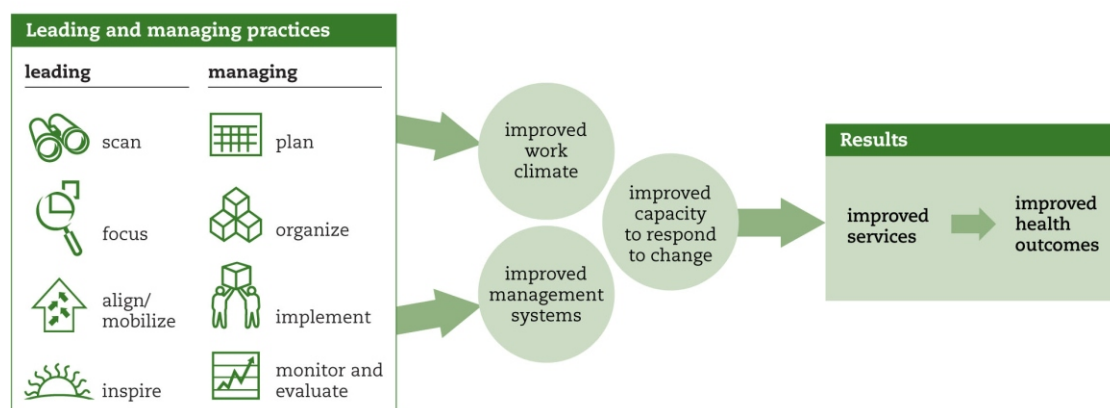 Leading and managing practices
leading
scan
focus
align/
mobilize
inspire
managing
plan
organize
implement
monitor and
evaluate
improved
work
climate
improved
management
systems
improved
capacity
to respond
to change
Results
improved
services
improved
health
outcomes